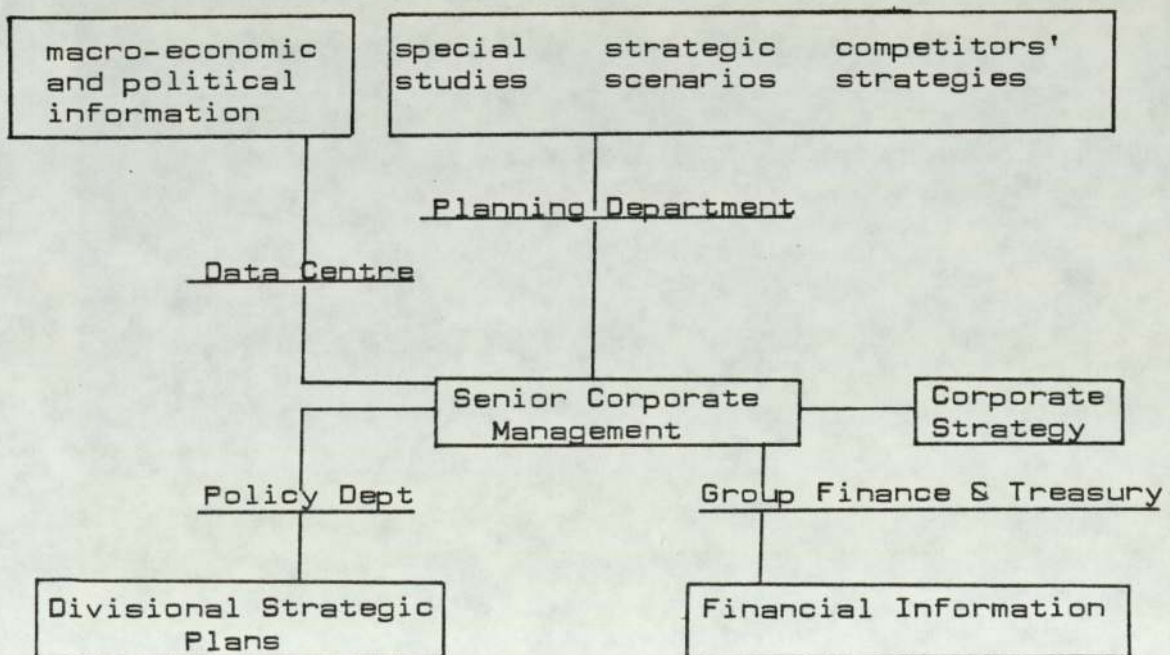 macro-economic
and political
information
special strategic competitors'
studies scenarios strategies
Planning Department
Data Centre
Senior Corporate
Management
Corporate
Strategy
Policy Dept
Group Finance & Treasury
Divisional Strategic
Plans
Financial Information